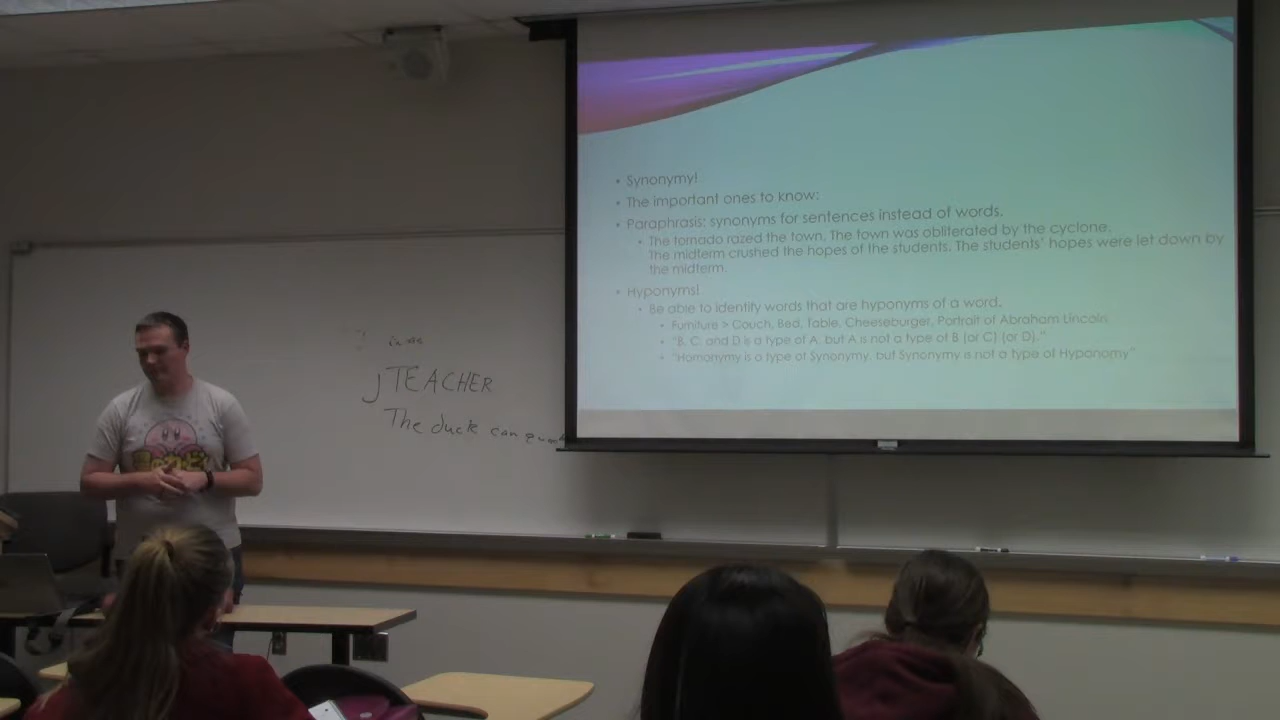 Synonymy!
The important ones to know:
Paraphrasis: synonyms for sentences instead of words.
The tornado razed the town. The town was obliterated by the cyclone.
The midterm crushed the hopes of the students. The students' hopes were let down by
the midterm.
Hyponyms!
Be able to identify words that are hyponyms of a word.
Furniture > Couch, Bed, Table, Cheeseburger, Portrait of Abraham Lincoln
"B, C, and D is a type of A, but A is not a type of B (or C) (or D)."
"Homonymy is a type of Synonymy, but Synonymy is not a type of Hyponomy"
TEACHER
The duck can